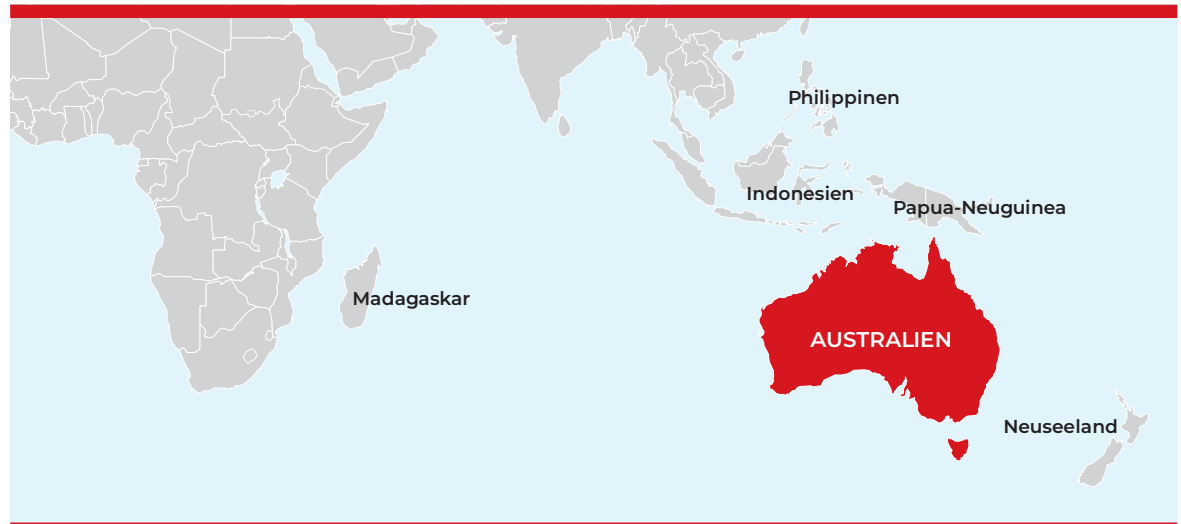 Philippinen
Indonesien
Papua-Neuguinea
Madagaskar
AUSTRALIEN
Neuseeland